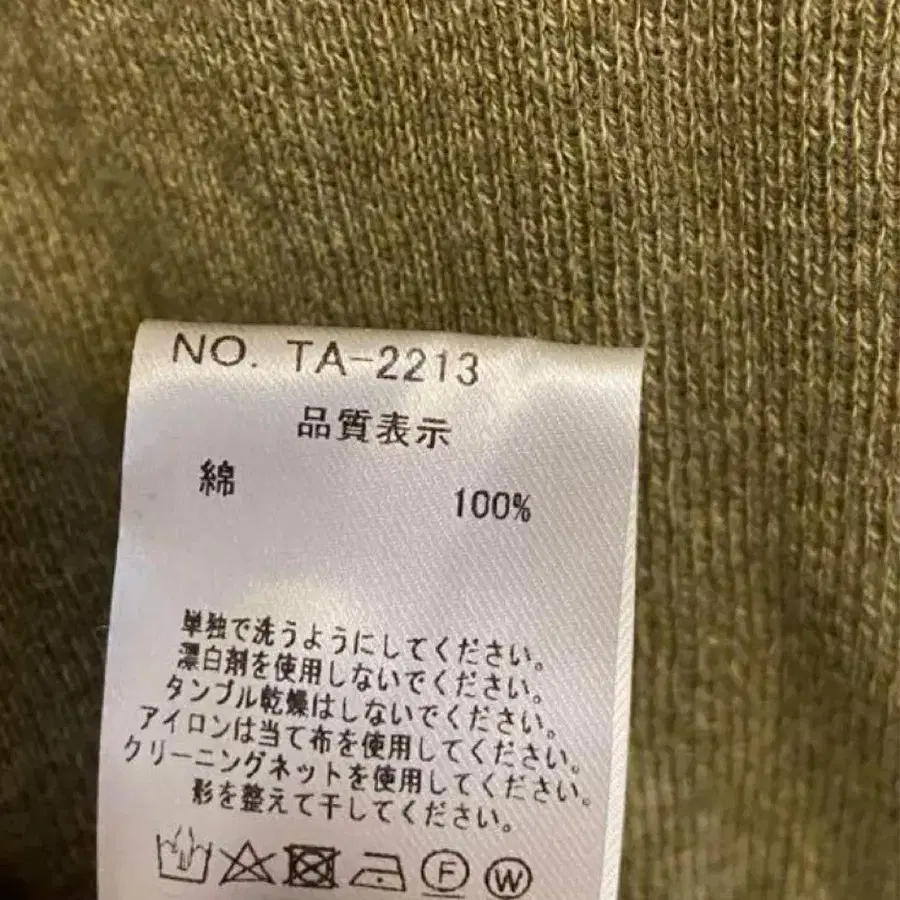 NO. TA-2213
品質表示
綿 100%
単独で洗うようにしてください。
漂白剤を使用しないでください。
タンブル乾燥はしないでください。
アイロンは当て布を使用してください。
クリーニングネットを使用してください。
形を整えて干してください。
F W